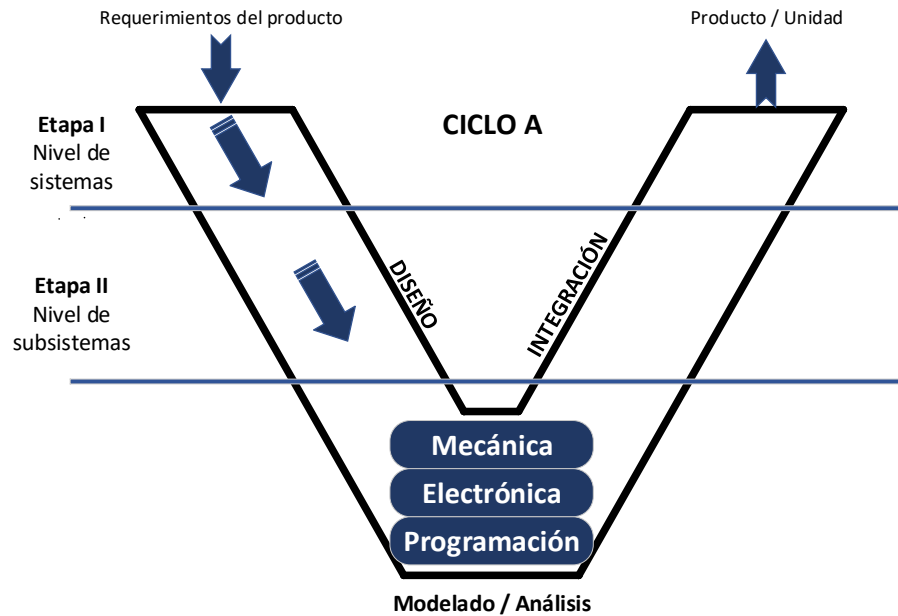 Requerimientos del producto
Producto / Unidad
CICLO A
Etapa I
Nivel de
sistemas
DISEÑO
INTEGRACIÓN
Etapa II
Nivel de
subsistemas
Mecánica
Electrónica
Programación
Modelado / Análisis